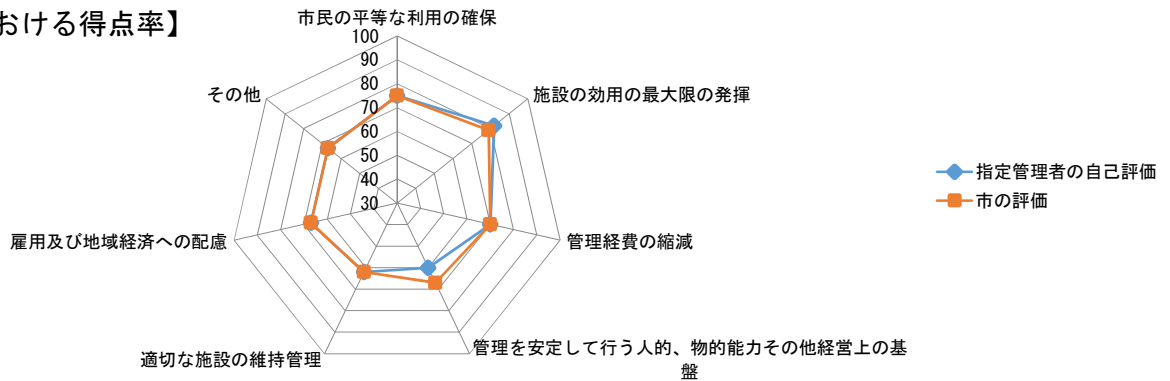 おける得点率】
市民の平等な利用の確保
100
90
80
70
60
50
40
30
施設の効用の最大限の発揮
管理経費の縮減
管理を安定して行う人的、物的能力その他経営上の基
盤
適切な施設の維持管理
雇用及び地域経済への配慮
その他
指定管理者の自己評価
市の評価